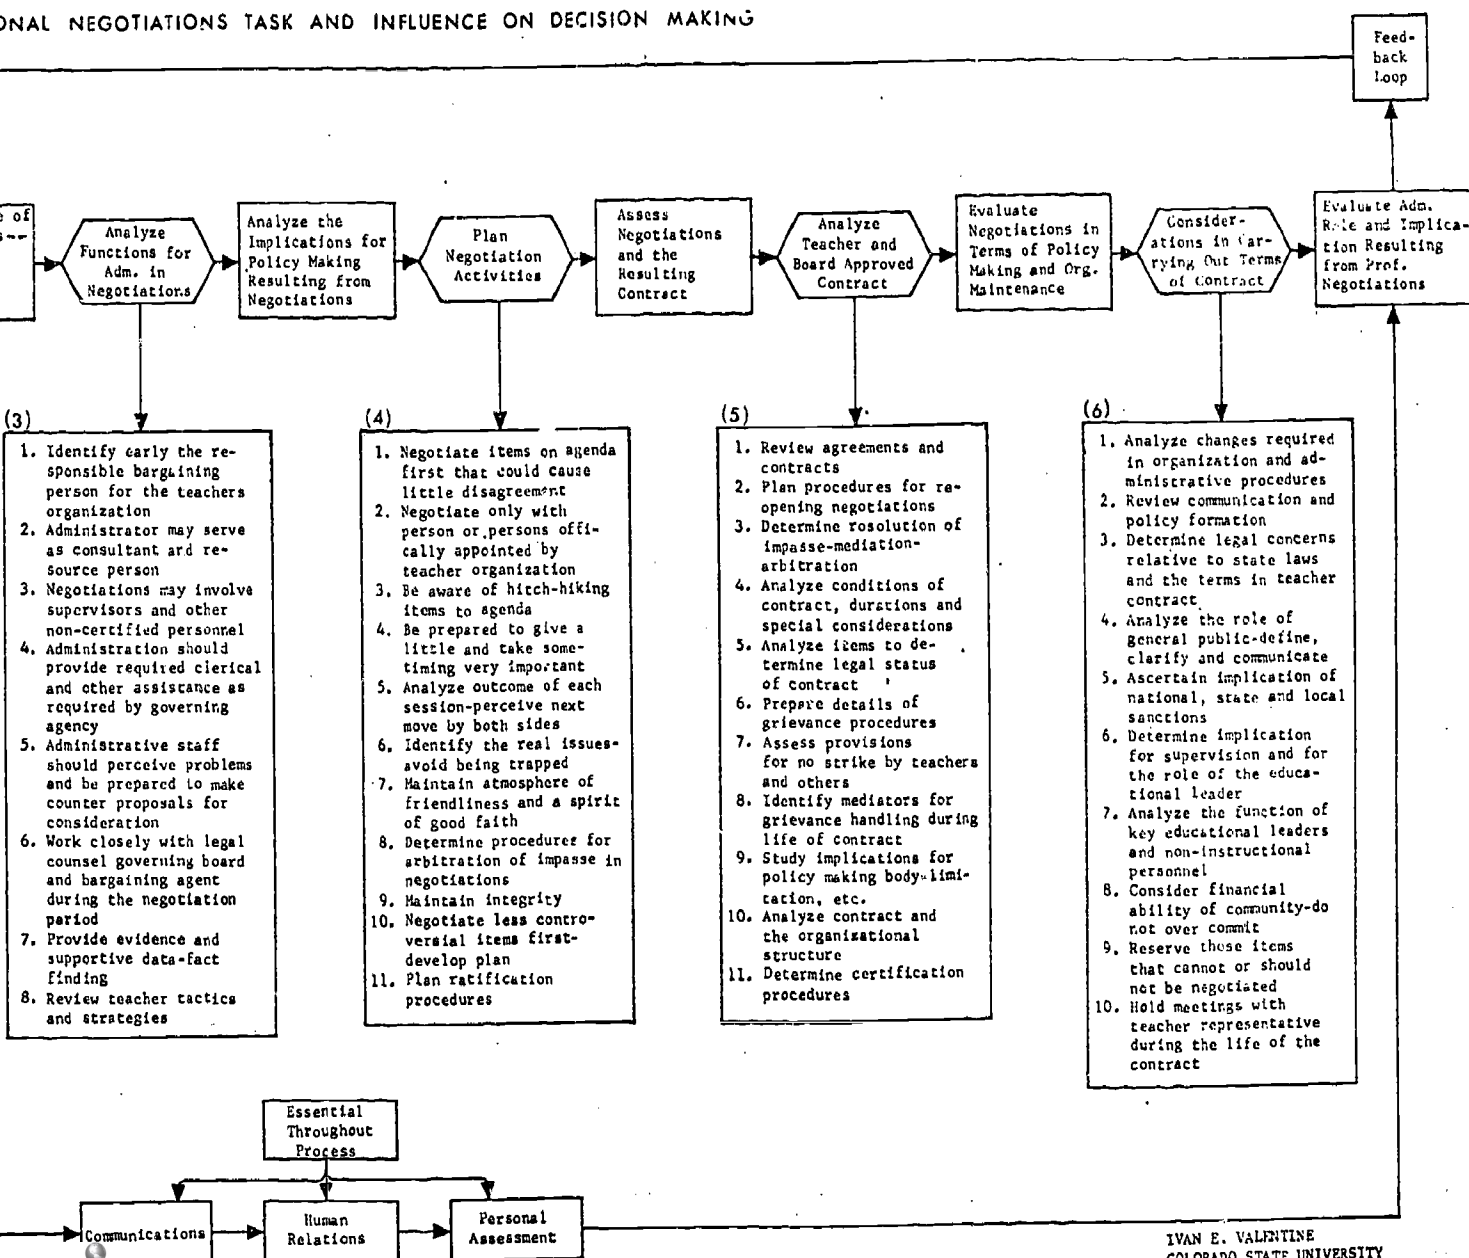 ONAL NEGOTIATIONS TASK AND INFLUENCE ON DECISION MAKING
Feed-
back
Loop
e of
s--
Analyze
Functions for
Adm. in
Negotiations
Analyze the
Implications for
Policy Making
Resulting from
Negotiations
Plan
Negotiation
Activities
Assess
Negotiations
and the
Resulting
Contract
Analyze
Teacher and
Board Approved
Contract
Evaluate
Negotiations in
Terms of Policy
Making and Org.
Maintenance
Consider-
ations in Car-
rying Out Terms
of Contract
Evaluate Adm.
Role and Implica-
tion Resulting
from Prof.
Negotiations
(3)
1. Identify early the re-
sponsible bargaining
person for the teachers
organization
2. Administrator may serve
as consultant and re-
source person
3. Negotiations may involve
supervisors and other
non-certified personnel
4. Administration should
provide required clerical
and other assistance as
required by governing
agency
5. Administrative staff
should perceive problems
and be prepared to make
counter proposals for
consideration
6. Work closely with legal
counsel governing board
and bargaining agent
during the negotiation
period
7. Provide evidence and
supportive data-fact
finding
8. Review teacher tactics
and strategies
(4)
1. Negotiate items on agenda
first that could cause
little disagreement
2. Negotiate only with
person or persons offi-
cally appointed by
teacher organization
3. Be aware of hitch-hiking
items to agenda
4. Be prepared to give a
little and take some-
timing very important
5. Analyze outcome of each
session-perceive next
move by both sides
6. Identify the real issues-
avoid being trapped
7. Maintain atmosphere of
friendliness and a spirit
of good faith
8. Determine procedures for
arbitration of impasse in
negotiations
9. Maintain integrity
10. Negotiate less contro-
versial items first-
develop plan
11. Plan ratification
procedures
(5)
1. Review agreements and
contracts
2. Plan procedures for re-
opening negotiations
3. Determine rosolution of
impasse-mediation-
arbitration
4. Analyze conditions of
contract, durations and
special considerations
5. Analyze items to de-
termine legal status
of contract
6. Prepare details of
grievance procedures
7. Assess provisions
for no strike by teachers
and others
8. Identify mediators for
grievance handling during
life of contract
9. Study implications for
policy making body-limi-
tation, etc.
10. Analyze contract and
the organizational
structure
11. Determine certification
procedures
(6)
1. Analyze changes required
in organization and ad-
ministrative procedures
2. Review communication and
policy formation
3. Determine legal concerns
relative to state laws
and the terms in teacher
contract
4. Analyze the role of
general public-define,
clarify and communicate
5. Ascertain implication of
national, state and local
sanctions
6. Determine implication
for supervision and for
the role of the educa-
tional leader
7. Analyze the function of
key educational leaders
and non-instructional
personnel
8. Consider financial
ability of community-do
not over commit
9. Reserve those items
that cannot or should
not be negotiated
10. Hold meetings with
teacher representative
during the life of the
contract
Essential
Throughout
Process
Communications
Human
Relations
Personal
Assessment
IVAN E. VALENTINE
COLORADO STATE UNIVERSITY